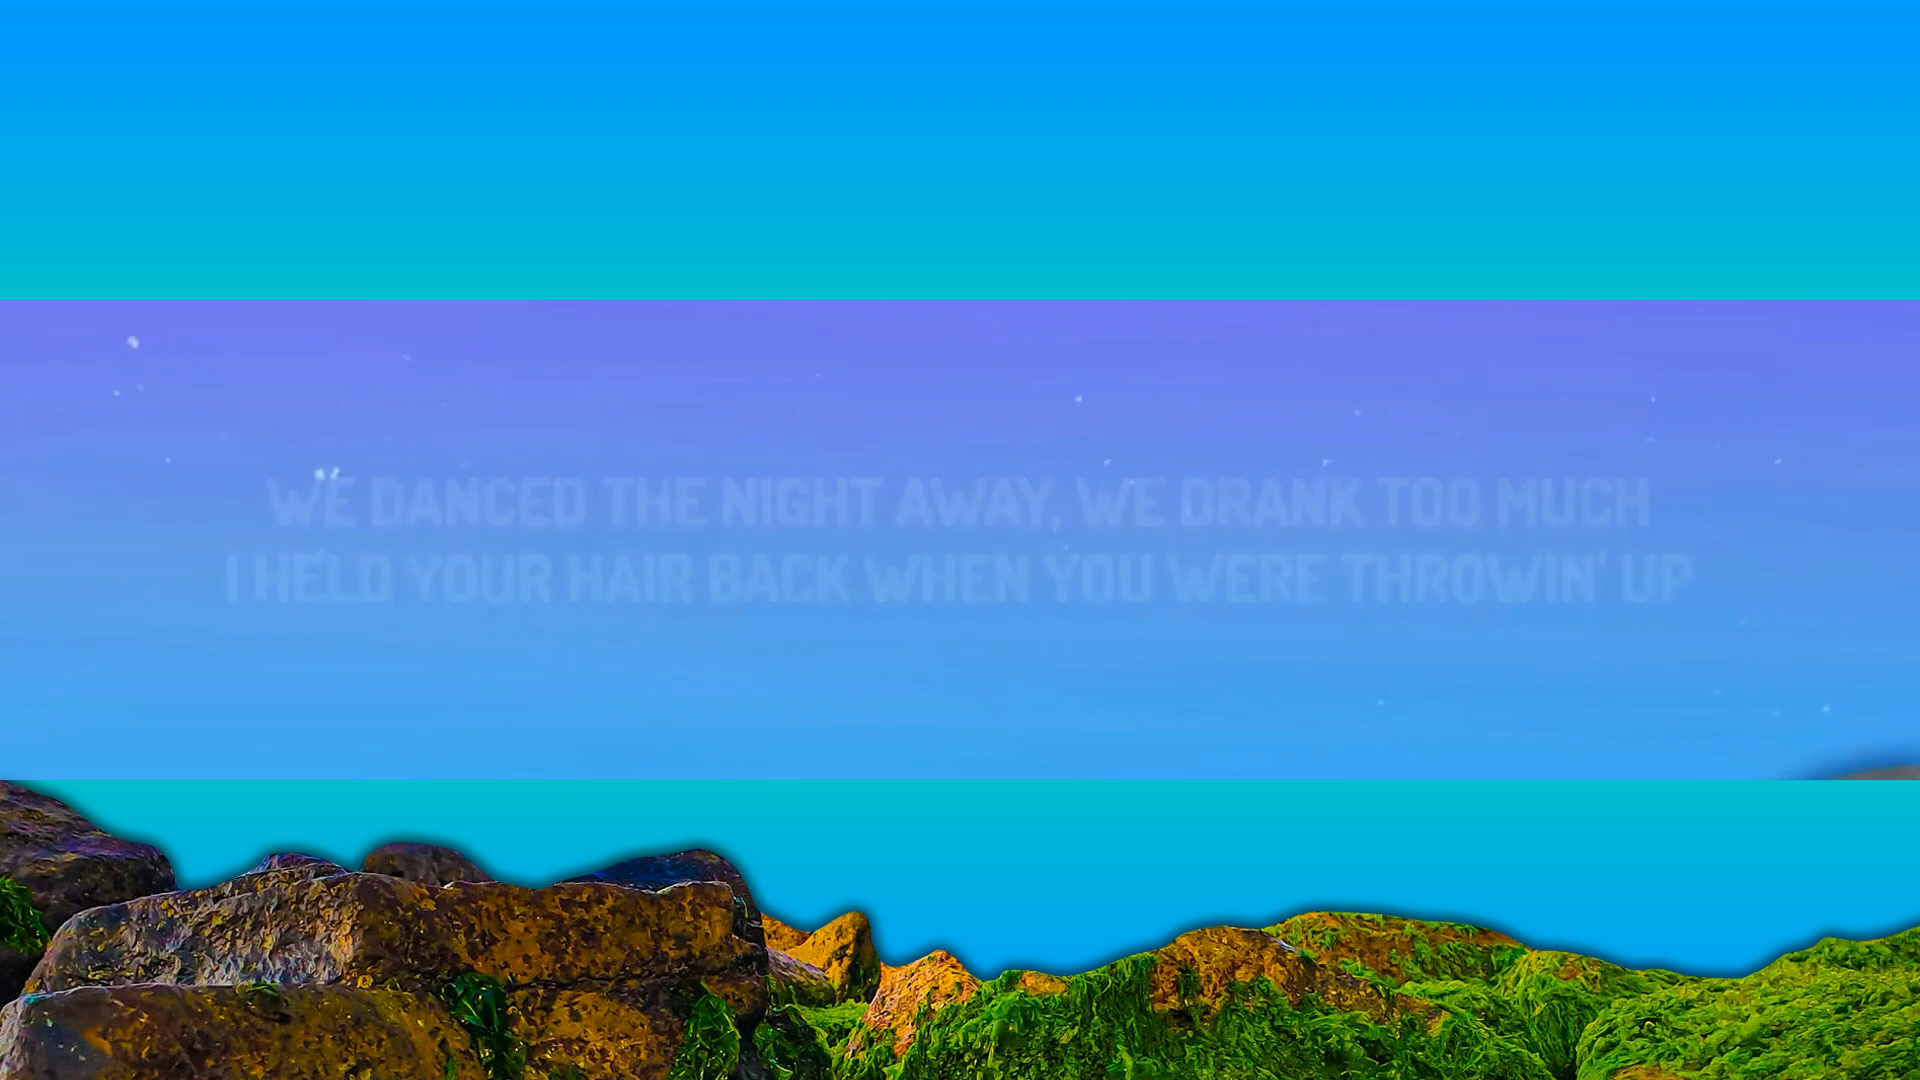 WE DANCED THE NIGHT AWAY, WE DRANK TOO MUCH
I HELD YOUR HAIR BACK WHEN YOU WERE THROWIN' UP